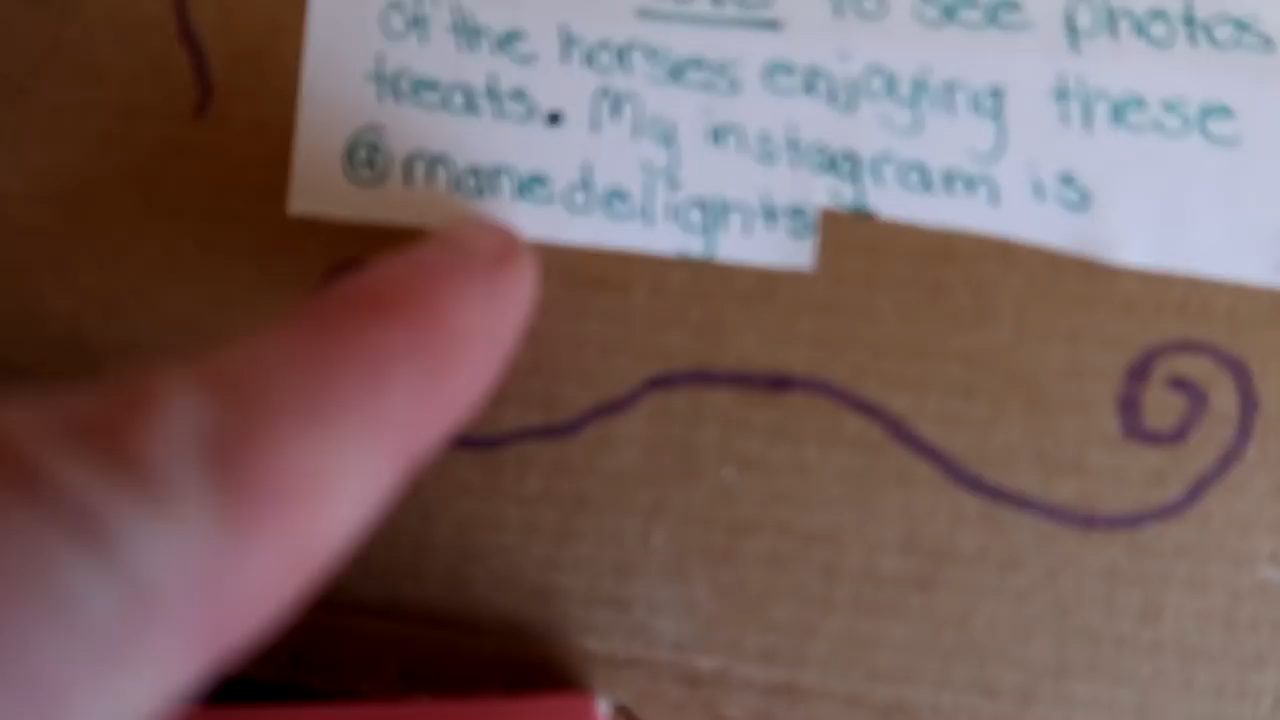 to see photos
of the horses enjoying these
treats. My instagram is
@manedelights